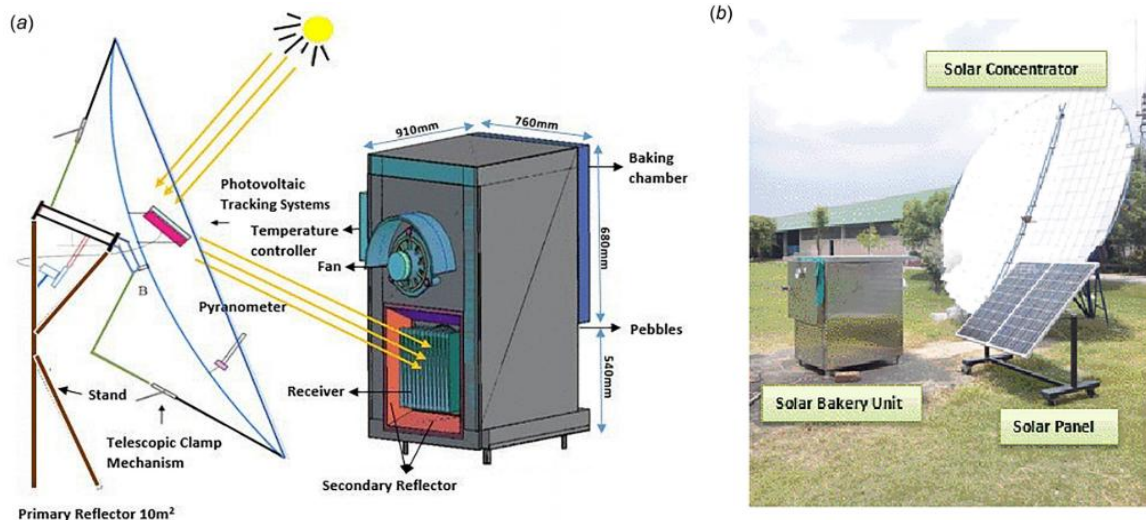 (a)
910mm
760mm
Baking
chamber
Photovoltaic
Tracking Systems
Temperature
controller
680mm
Fan
B
Pyranometer
Pebbles
540mm
Receiver
Stand
Telescopic Clamp
Mechanism
Secondary Reflector
Primary Reflector 10m²
(b)
Solar Concentrator
Solar Bakery Unit
Solar Panel